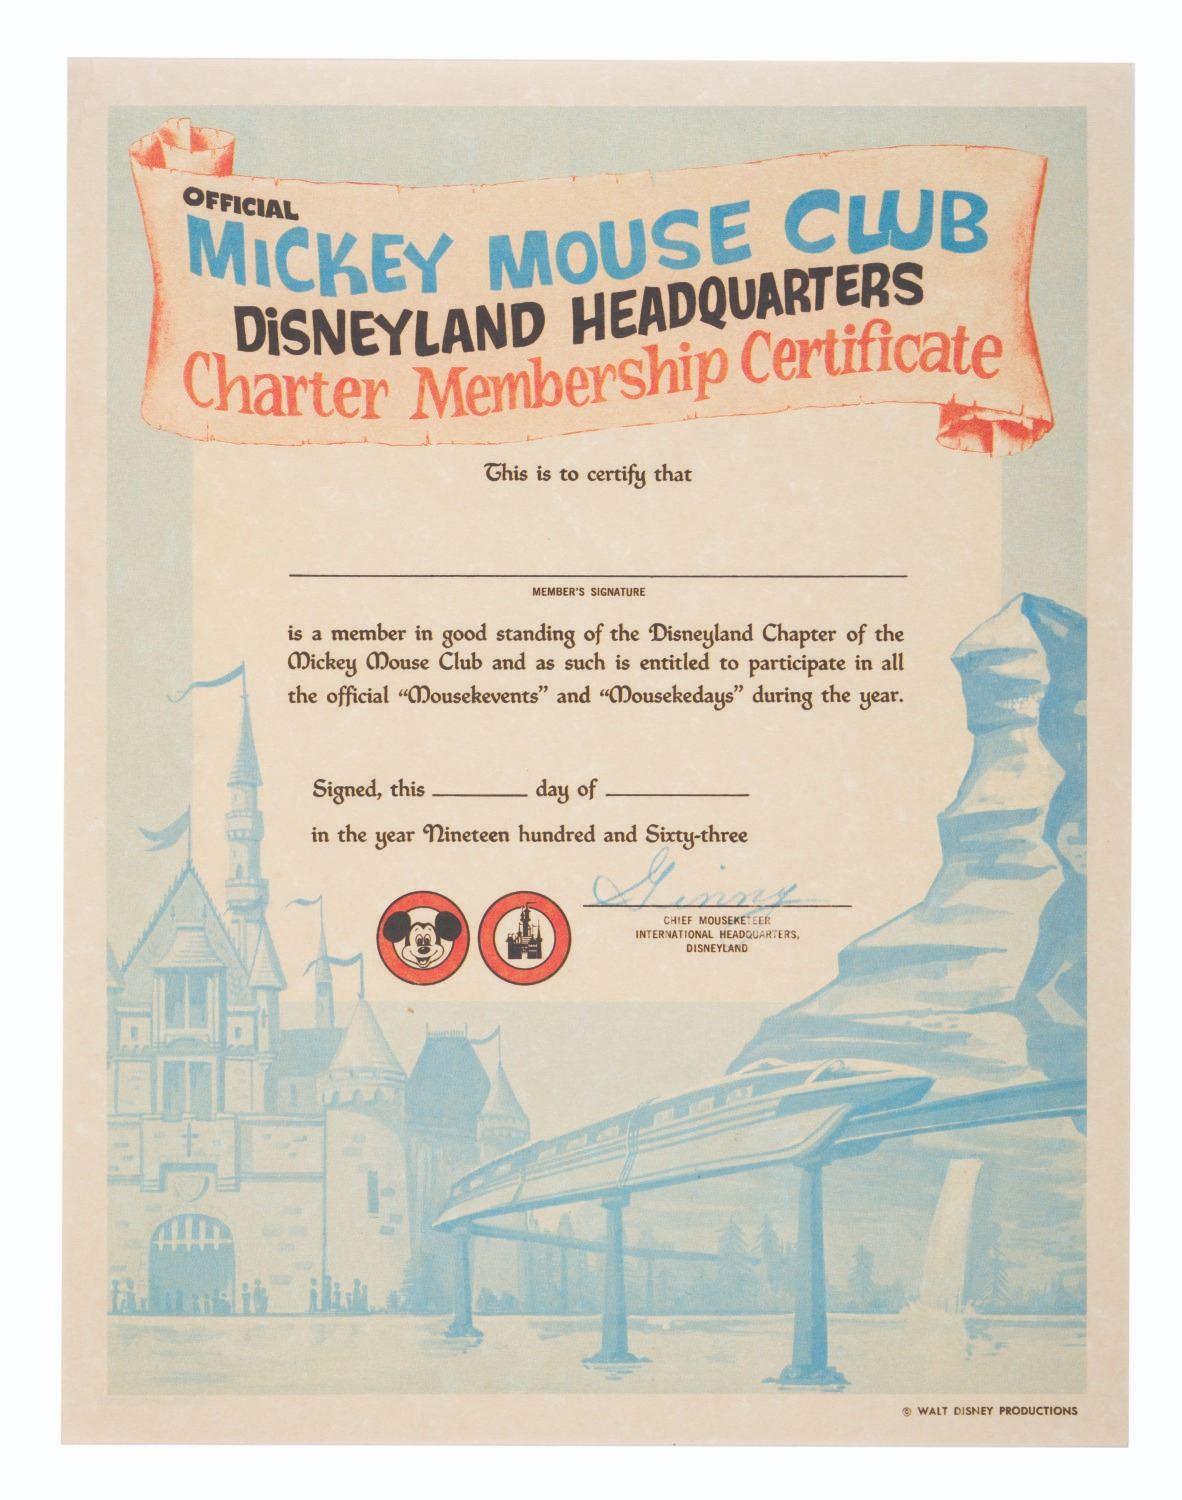 OFFICIAL
MiCKEY MOUSE CLUB
DiSNEYLAND HEADQUARTERS
Charter Membership Certificate
This is to certify that
MEMBER'S SIGNATURE
is a member in good standing of the Disneyland Chapter of the
Mickey Mouse Club and as such is entitled to participate in all
the official “Mousekevents” and “Mousekedays” during the year.
Signed, this ________ day of ____________
in the year Nineteen hundred and Sixty-three
Ginny
CHIEF MOUSEKETEER
INTERNATIONAL HEADQUARTERS,
DISNEYLAND
© WALT DISNEY PRODUCTIONS